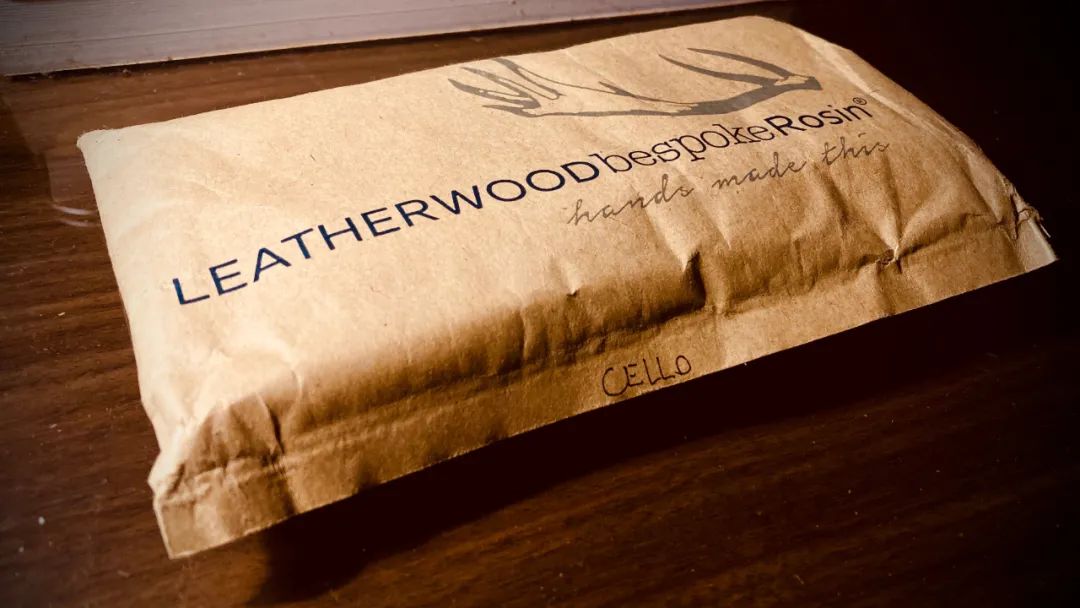 LEATHERWOODbespokeRosin®
hands made this
CELLO